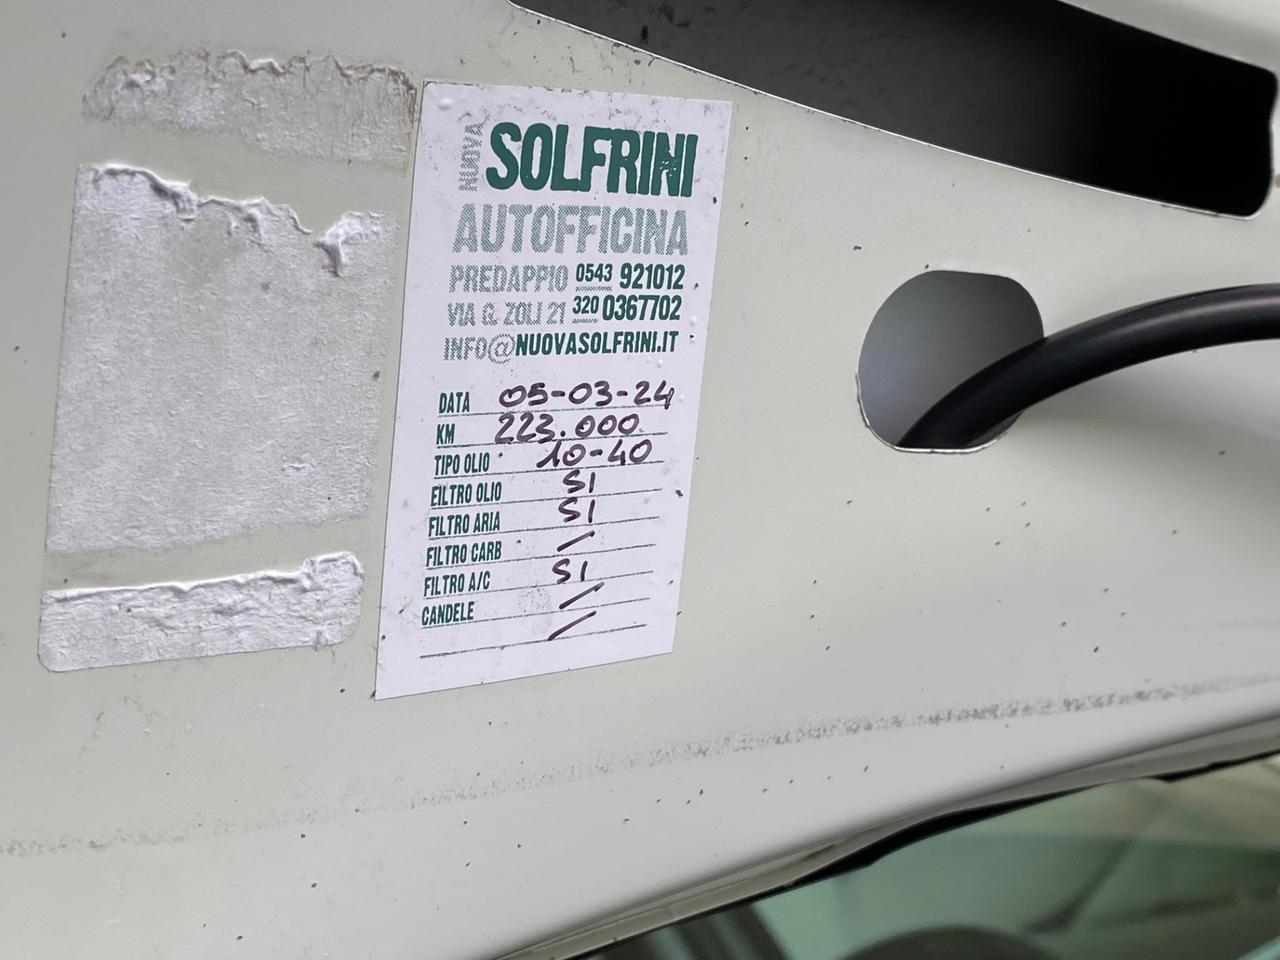 NUOVA SOLFRINI
AUTOFFICINA
PREDAPPIO 0543 921012
VIA G. ZOLI 21 320 0367702
INFO@NUOVASOLFRINI.IT
DATA 05-03-24
KM 223.000
TIPO OLIO 10-40
FILTRO OLIO SI
FILTRO ARIA SI
FILTRO CARB /
FILTRO A/C SI
CANDELE /
/